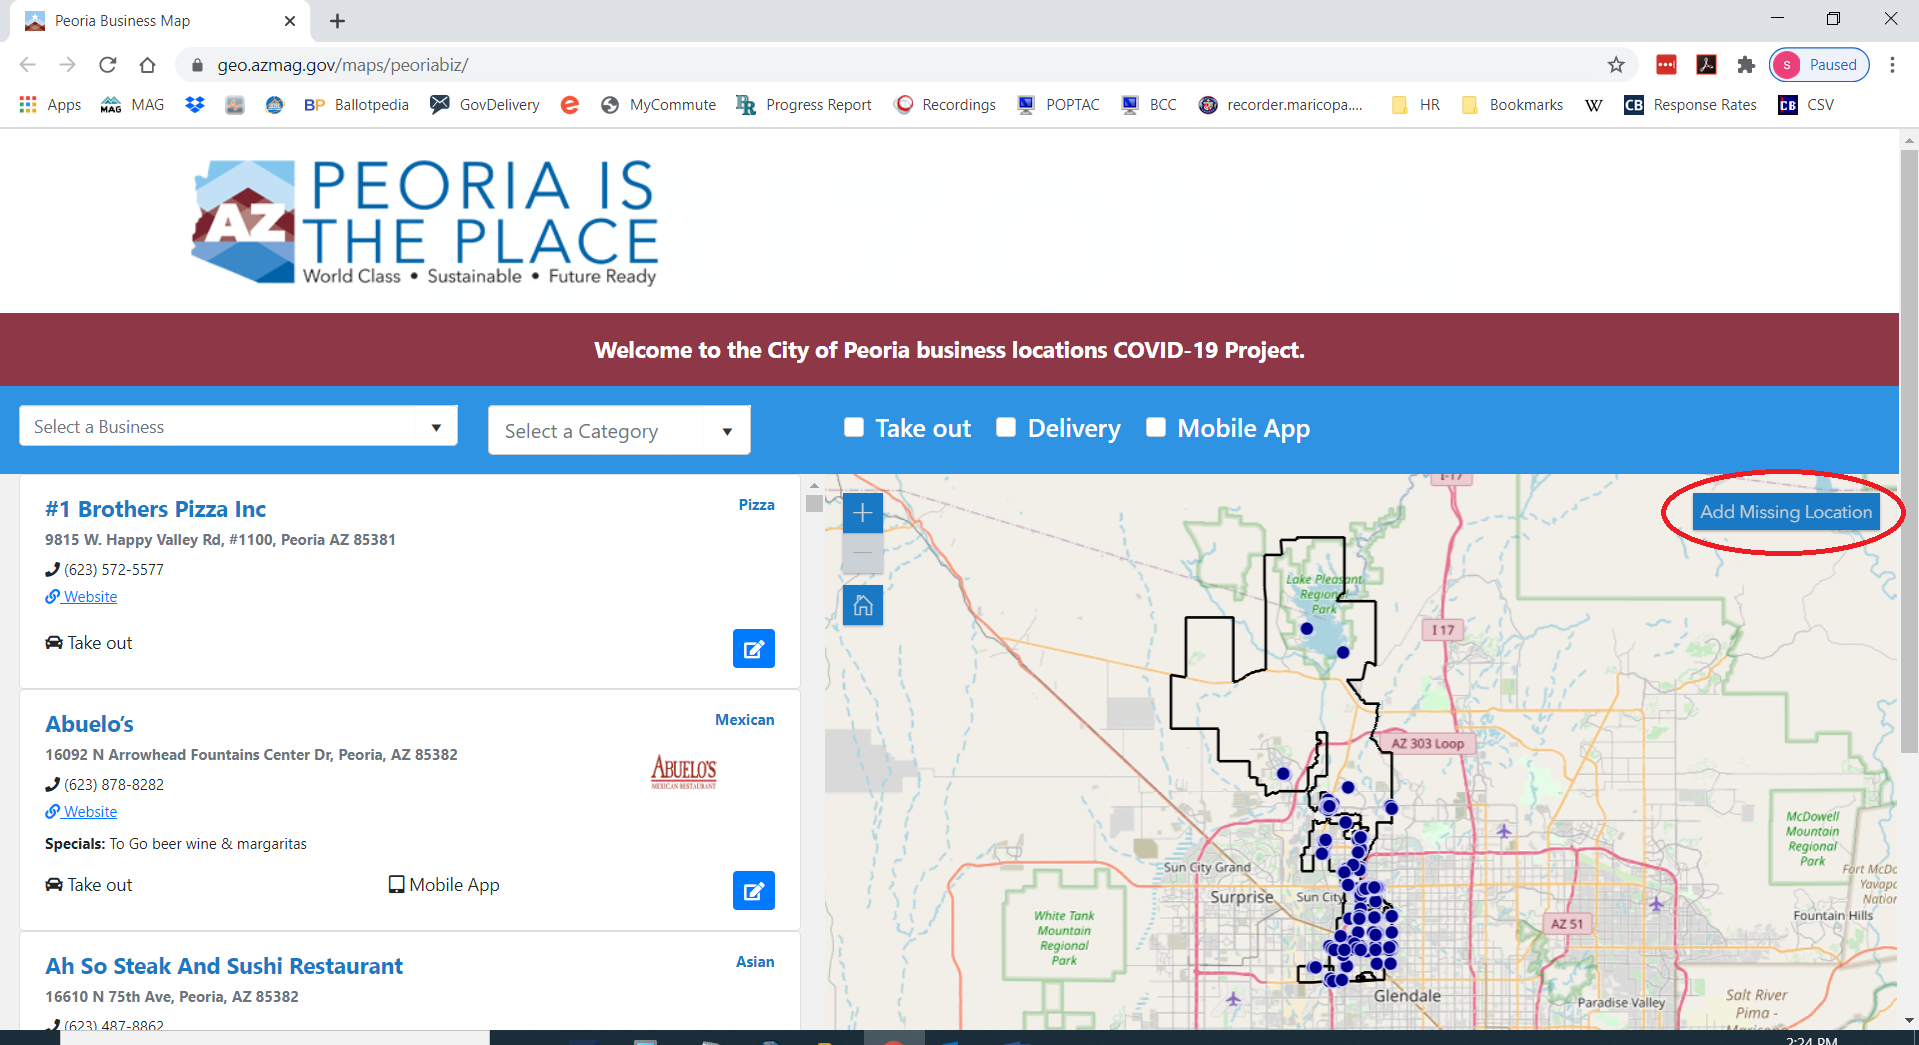 Peoria Business Map
geo.azmag.gov/maps/peoriabiz/
S Paused
Apps MAG MAG BP Ballotpedia GovDelivery MyCommute PR Progress Report Recordings POPTAC BCC recorder.maricopa.... HR Bookmarks W CB Response Rates CB CSV
AZ
PEORIA IS
THE PLACE
World Class • Sustainable • Future Ready
Welcome to the City of Peoria business locations COVID-19 Project.
Select a Business
Select a Category
Take out Delivery Mobile App
#1 Brothers Pizza Inc
Pizza
9815 W. Happy Valley Rd, #1100, Peoria AZ 85381
(623) 572-5577
Website
Take out
Abuelo’s
Mexican
16092 N Arrowhead Fountains Center Dr, Peoria, AZ 85382
ABUELO'S
MEXICAN RESTAURANT
(623) 878-8282
Website
Specials: To Go beer wine & margaritas
Take out
Mobile App
Ah So Steak And Sushi Restaurant
Asian
16610 N 75th Ave, Peoria, AZ 85382
(623) 487-8862
+
−
Add Missing Location
I-17
Lake Pleasant
Regional
Park
I 17
AZ 303 Loop
McDowell
Mountain
Regional
Park
Sun City Grand
Surprise
Sun City
Fort McDo
Yavapa
Nation
Fountain Hills
White Tank
Mountain
Regional
Park
AZ 51
Glendale
Paradise Valley
Salt River
Pima -
2:24 PM